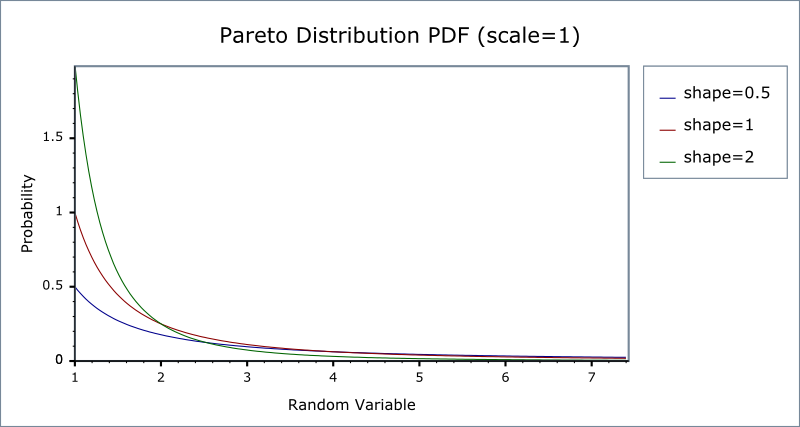 Pareto Distribution PDF (scale=1)
shape=0.5
shape=1
shape=2
Probability
1.5
1
0.5
0
1 2 3 4 5 6 7
Random Variable